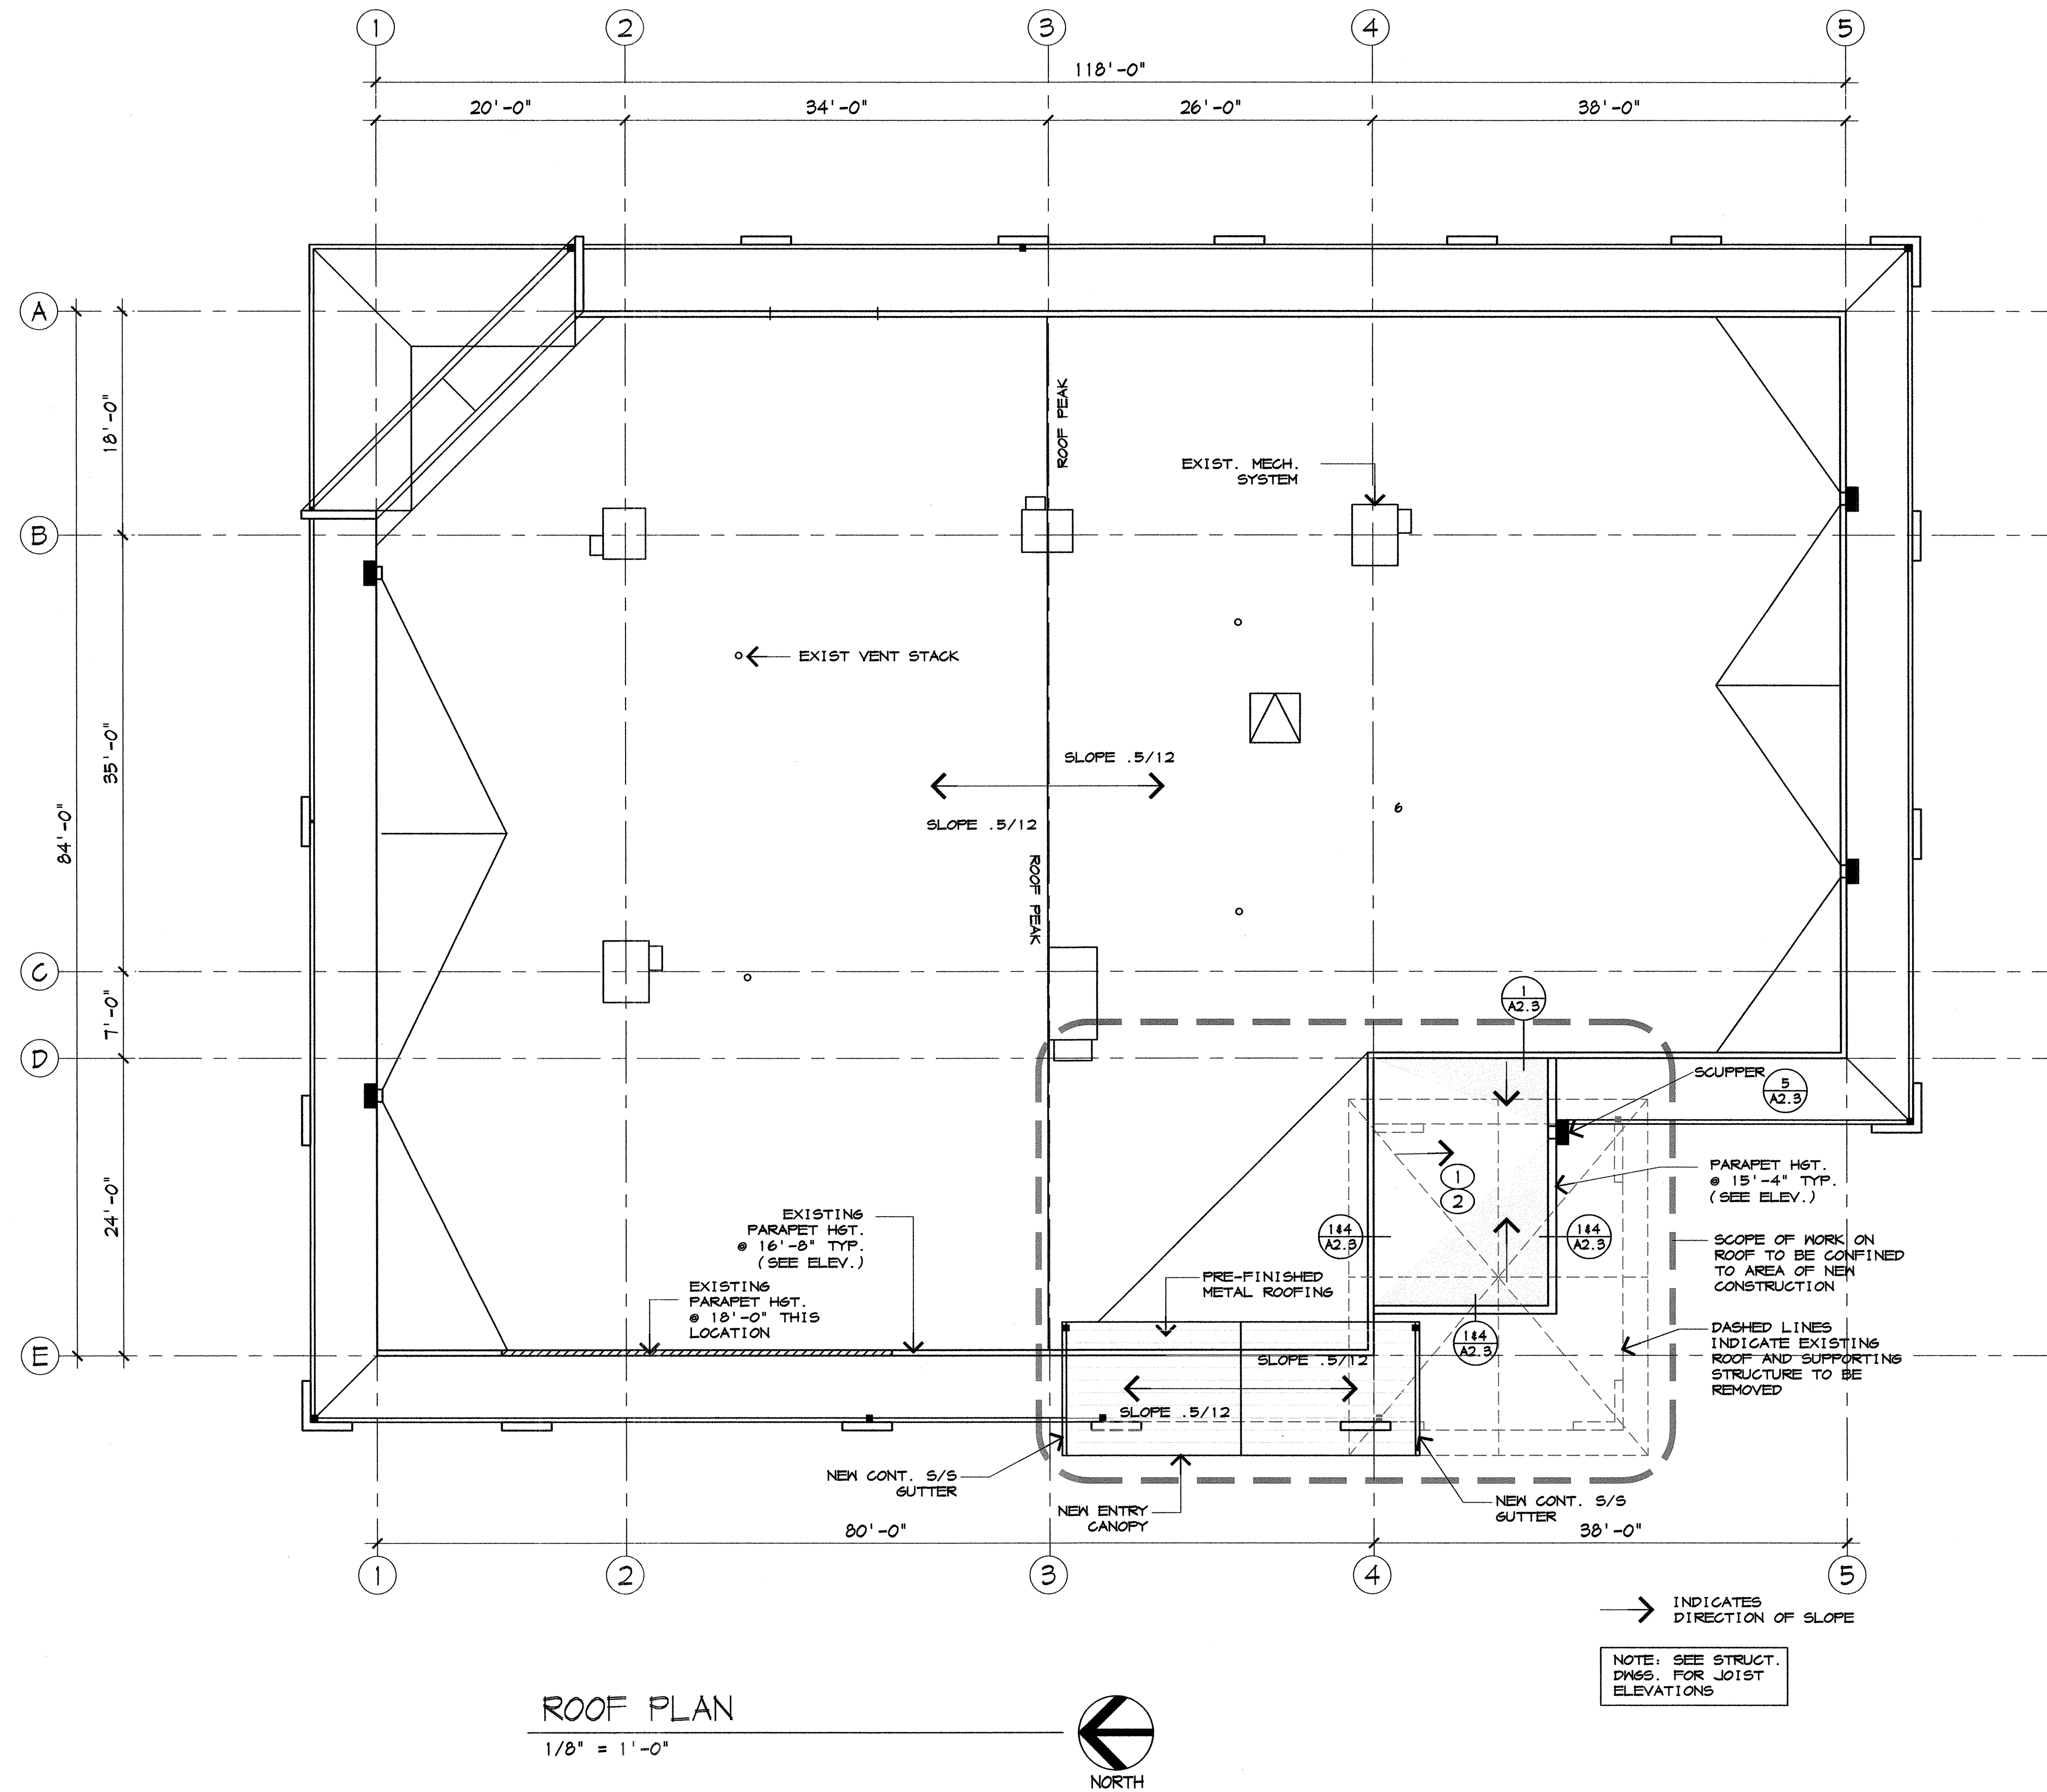 1 2 3 4 5
118'-0"
20'-0" 34'-0" 26'-0" 38'-0"
A
B
C
D
E
18'-0"
35'-0"
84'-0"
7'-0"
24'-0"
ROOF PEAK
EXIST. MECH.
SYSTEM
EXIST VENT STACK
SLOPE .5/12
SLOPE .5/12
6
ROOF PEAK
1
A2.3
SCUPPER
5
A2.3
1
2
PARAPET HGT.
@ 15'-4" TYP.
(SEE ELEV.)
1&4
A2.3
1&4
A2.3
EXISTING
PARAPET HGT.
@ 16'-8" TYP.
(SEE ELEV.)
SCOPE OF WORK ON
ROOF TO BE CONFINED
TO AREA OF NEW
CONSTRUCTION
EXISTING
PARAPET HGT.
@ 18'-0" THIS
LOCATION
PRE-FINISHED
METAL ROOFING
1&4
A2.3
DASHED LINES
INDICATE EXISTING
ROOF AND SUPPORTING
STRUCTURE TO BE
REMOVED
SLOPE .5/12
SLOPE .5/12
NEW CONT. S/S
GUTTER
NEW ENTRY
CANOPY
NEW CONT. S/S
GUTTER
80'-0" 38'-0"
1 2 3 4 5
INDICATES
DIRECTION OF SLOPE
NOTE: SEE STRUCT.
DWGS. FOR JOIST
ELEVATIONS
ROOF PLAN
1/8" = 1'-0"
NORTH